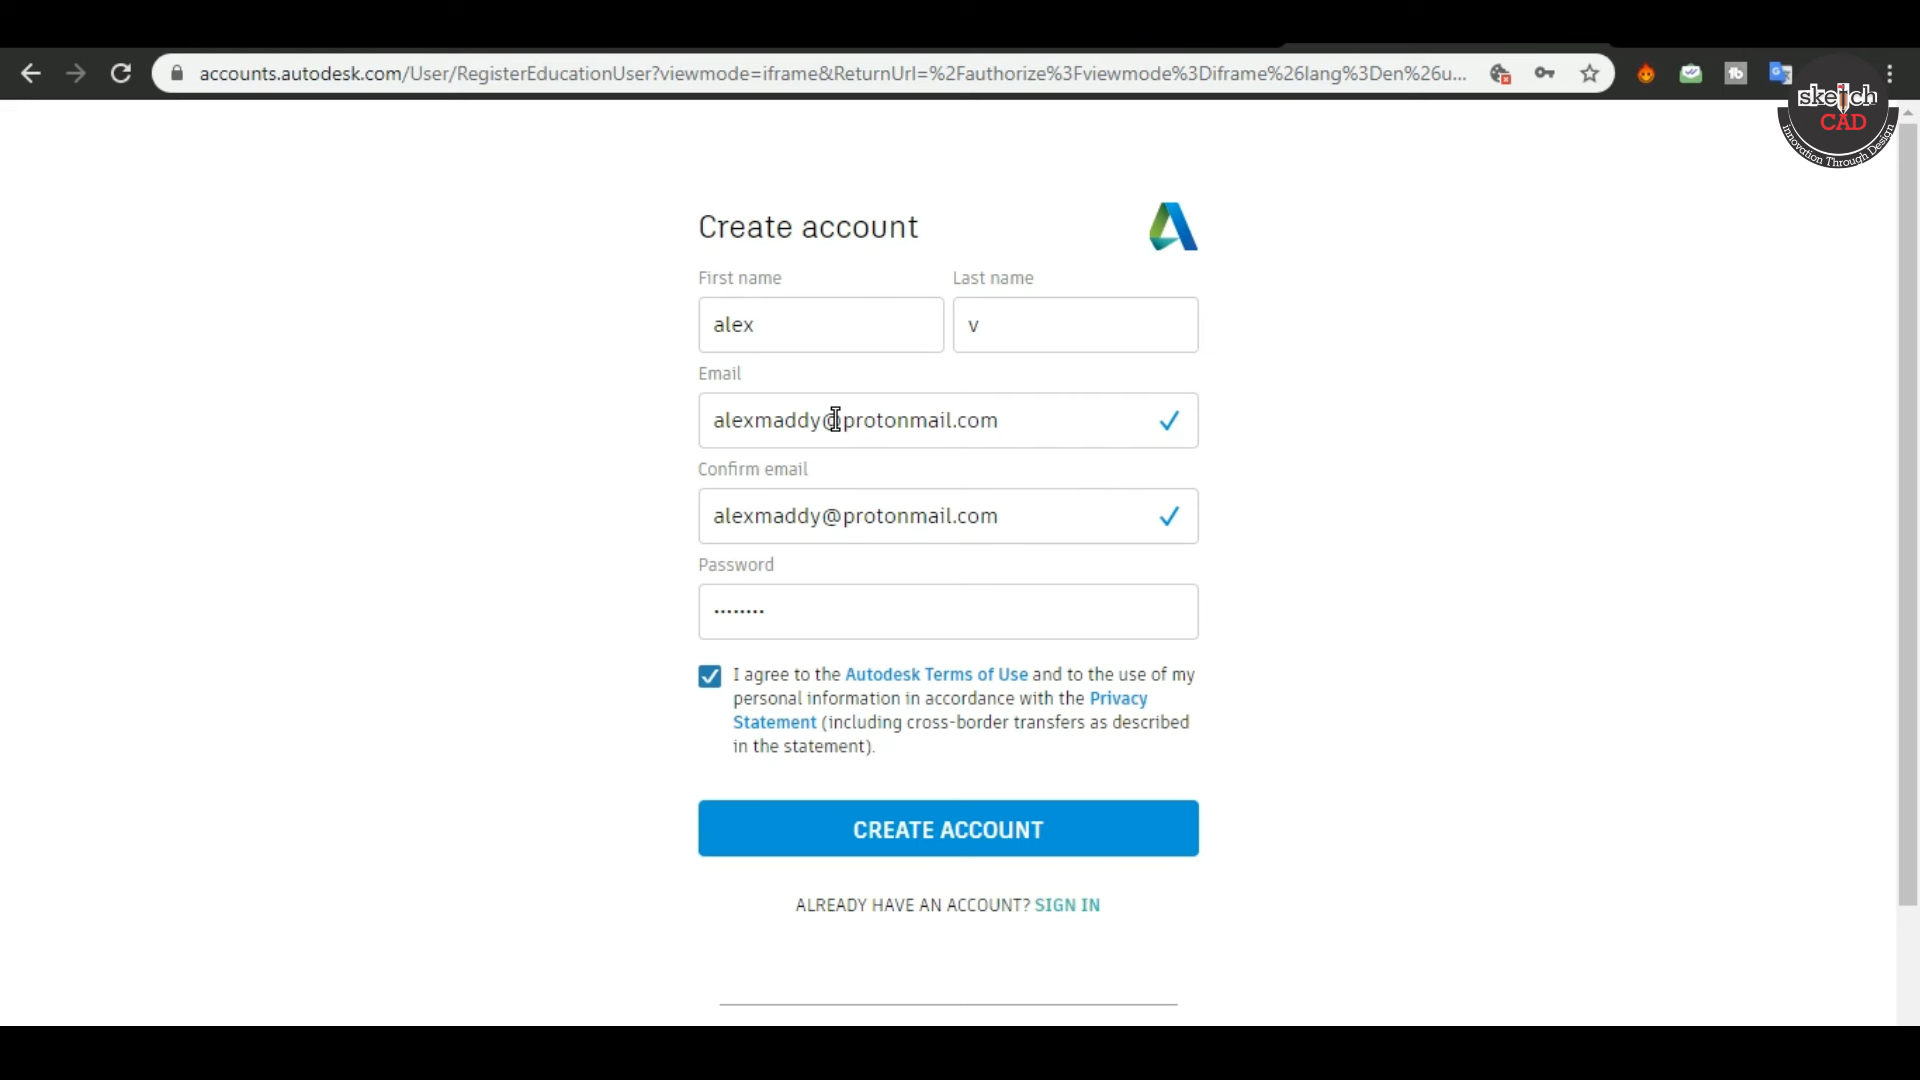 accounts.autodesk.com/User/RegisterEducationUser?viewmode=iframe&ReturnUrl=%2Fauthorize%3Fviewmode%3Diframe%26lang%3Den%26u...
sketch
CAD
Innovation Through Design
Create account
First name
Last name
alex
v
Email
alexmaddy@protonmail.com
Confirm email
alexmaddy@protonmail.com
Password
••••••••
I agree to the Autodesk Terms of Use and to the use of my
personal information in accordance with the Privacy
Statement (including cross-border transfers as described
in the statement).
CREATE ACCOUNT
ALREADY HAVE AN ACCOUNT? SIGN IN